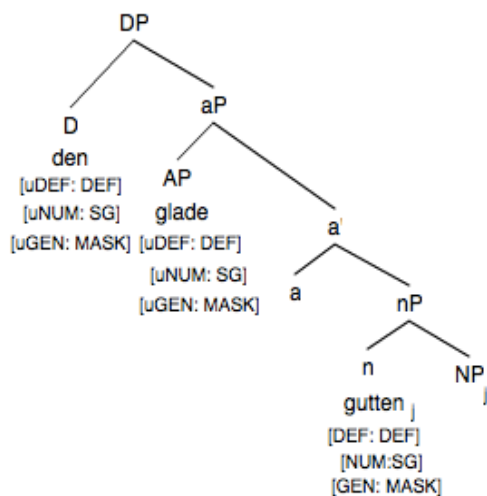 DP
D
aP
den
[uDEF: DEF]
[uNUM: SG]
[uGEN: MASK]
AP
glade
[uDEF: DEF]
[uNUM: SG]
[uGEN: MASK]
a'
a
nP
n
NP j
gutten j
[DEF: DEF]
[NUM:SG]
[GEN: MASK]